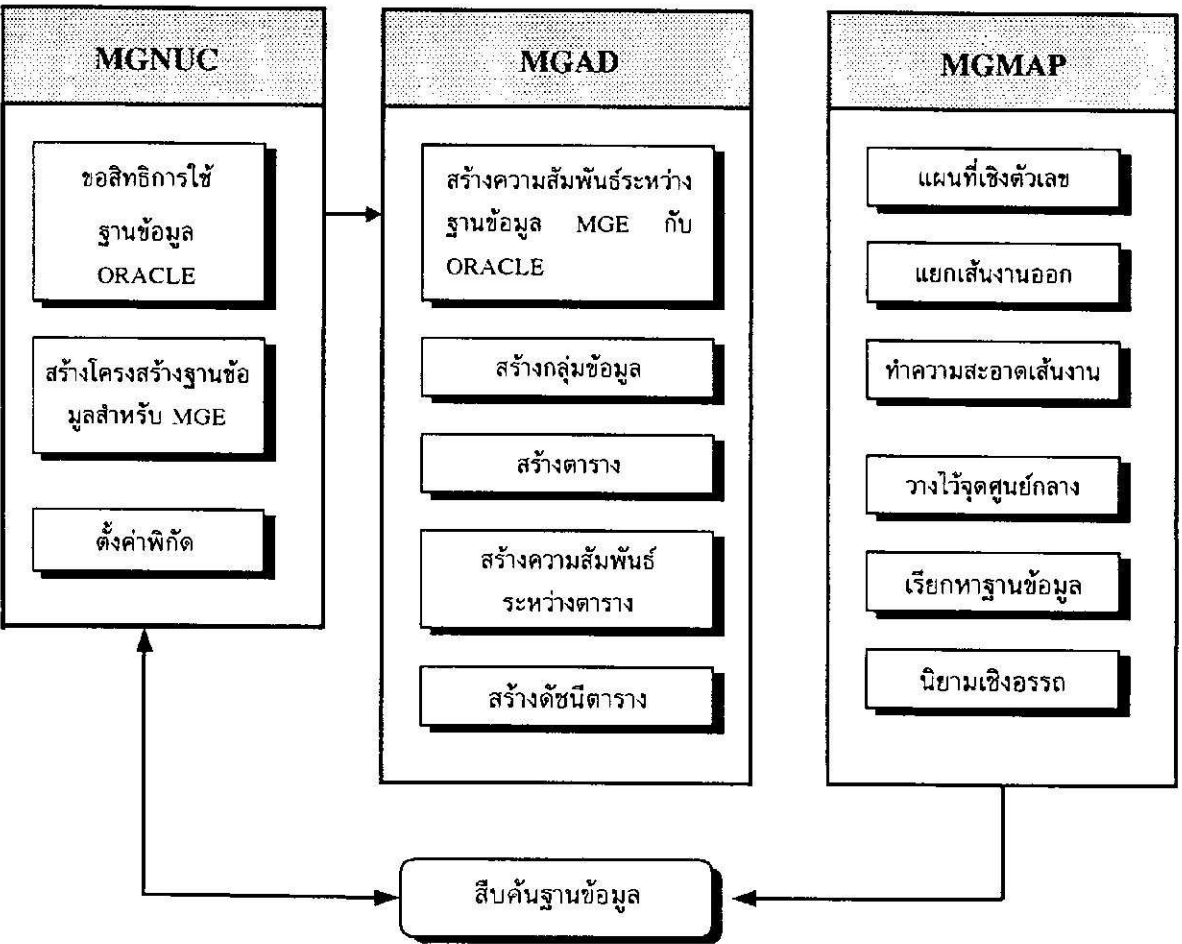 MGNUC
ขอสิทธิการใช้
ฐานข้อมูล
ORACLE
สร้างโครงสร้างฐานข้อ
มูลสำหรับ MGE
ตั้งค่าพิกัด
MGAD
สร้างความสัมพันธ์ระหว่าง
ฐานข้อมูล MGE กับ
ORACLE
สร้างกลุ่มข้อมูล
สร้างตาราง
สร้างความสัมพันธ์
ระหว่างตาราง
สร้างดัชนีตาราง
MGMAP
แผนที่เชิงตัวเลข
แยกเส้นงานออก
ทำความสะอาดเส้นงาน
วางไว้จุดศูนย์กลาง
เรียกหาฐานข้อมูล
นิยามเชิงอรรถ
สืบค้นฐานข้อมูล